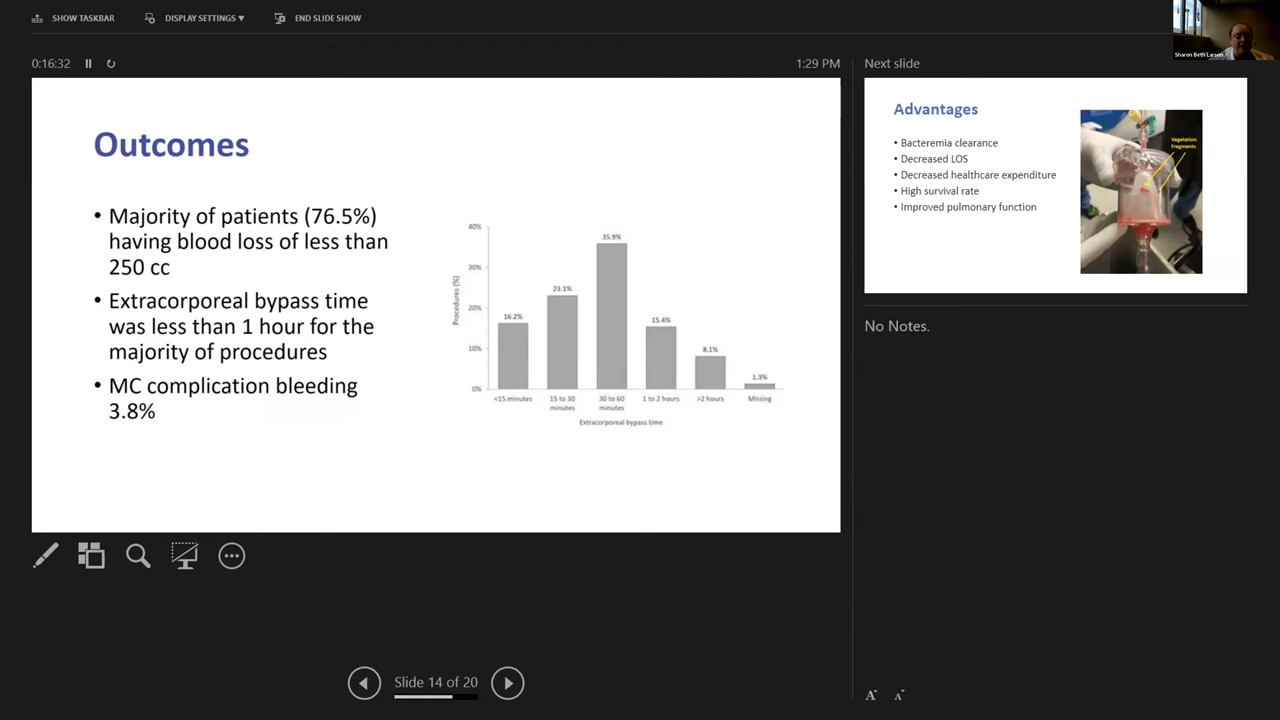 SHOW TASKBAR
DISPLAY SETTINGS ▼
END SLIDE SHOW
Sharon Beth Larson
0:16:32
1:29 PM
Next slide
Outcomes
• Majority of patients (76.5%)
having blood loss of less than
250 cc
• Extracorporeal bypass time
was less than 1 hour for the
majority of procedures
• MC complication bleeding
3.8%
Procedures (%)
40%
30%
20%
10%
0%
16.2%
23.1%
35.9%
15.4%
8.1%
1.3%
<15 minutes
15 to 30
minutes
30 to 60
minutes
1 to 2 hours
>2 hours
Missing
Extracorporeal bypass time
Advantages
• Bacteremia clearance
• Decreased LOS
• Decreased healthcare expenditure
• High survival rate
• Improved pulmonary function
Vegetation
Fragments
No Notes.
Slide 14 of 20
A
A